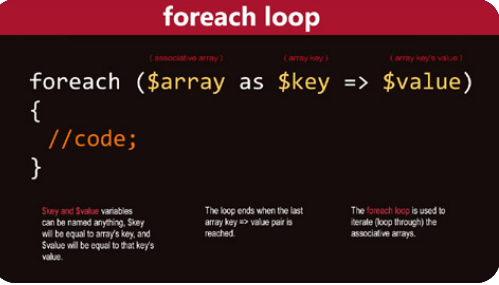 foreach loop
( associative array ) ( array key ) ( array key's value )
foreach ($array as $key => $value)
{
//code;
}
$key and $value variables
can be named anything, $key
will be equal to array's key, and
$value will be equal to that key's
value.
The loop ends when the last
array key => value pair is
reached.
The foreach loop is used to
iterate (loop through) the
associative arrays.